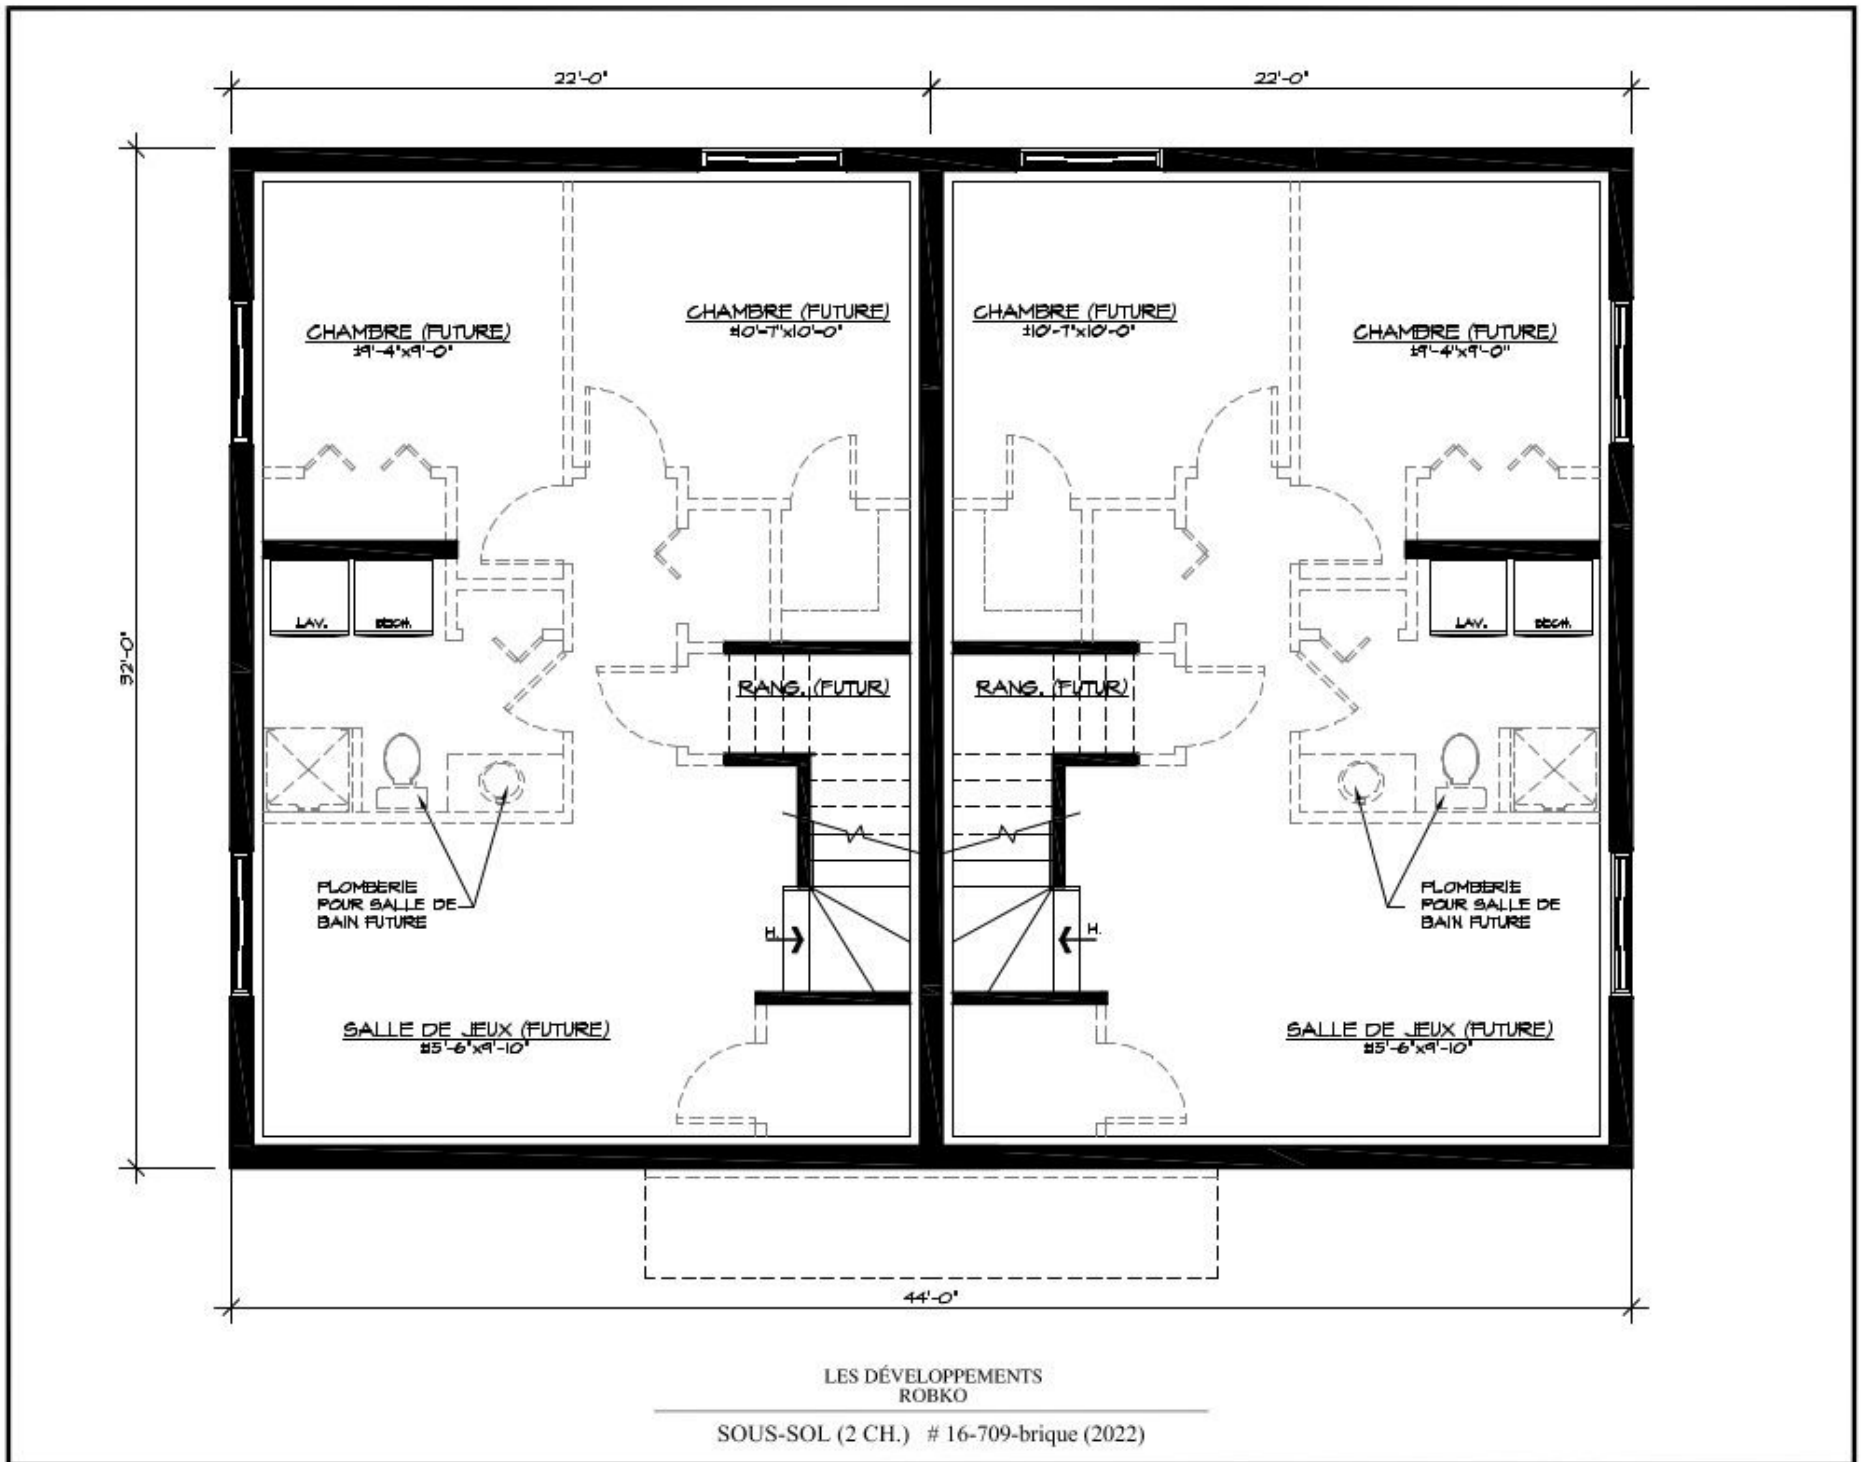 22'-0"
22'-0"
32'-0"
CHAMBRE (FUTURE)
±9'-4"x9'-0"
CHAMBRE (FUTURE)
±10'-7"x10'-0"
CHAMBRE (FUTURE)
±10'-7"x10'-0"
CHAMBRE (FUTURE)
±9'-4"x9'-0"
LAV.
SECH.
LAV.
SECH.
RANG. (FUTUR)
RANG. (FUTUR)
PLOMBERIE
POUR SALLE DE
BAIN FUTURE
PLOMBERIE
POUR SALLE DE
BAIN FUTURE
H.
H.
SALLE DE JEUX (FUTURE)
±15'-6"x9'-10"
SALLE DE JEUX (FUTURE)
±15'-6"x9'-10"
44'-0"
LES DÉVELOPPEMENTS
ROBKO
SOUS-SOL (2 CH.) # 16-709-brique (2022)